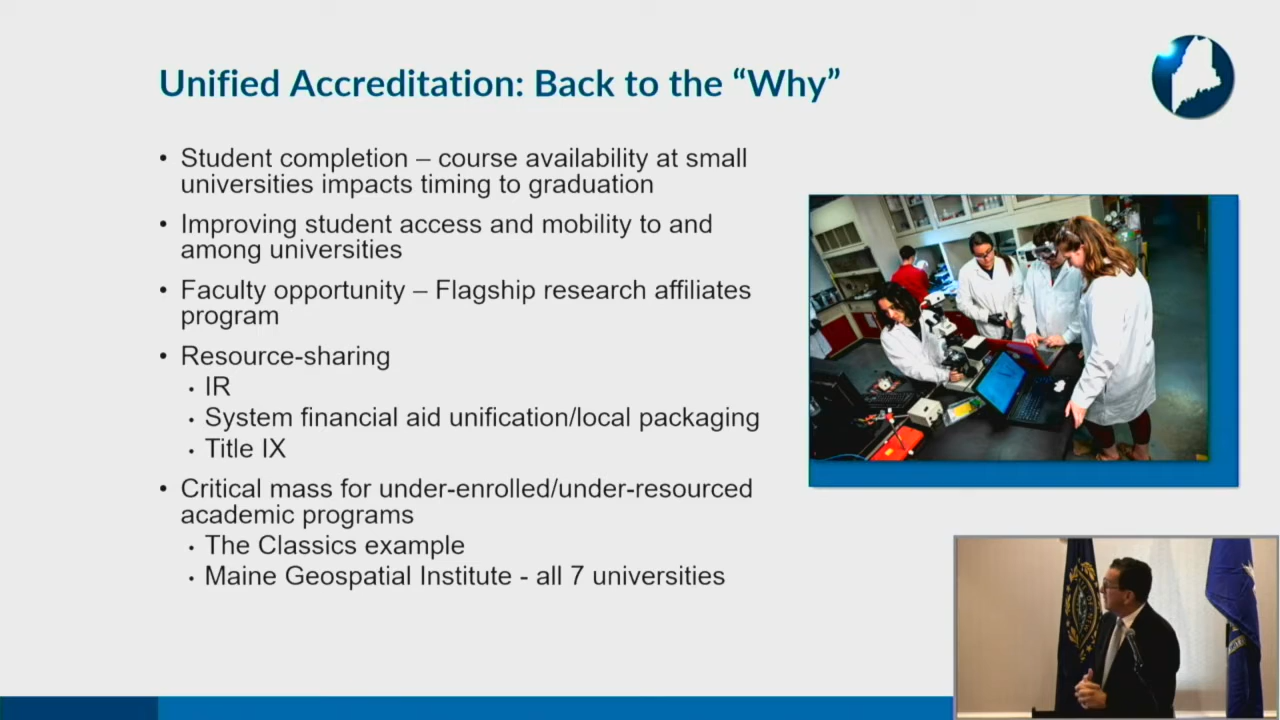 Unified Accreditation: Back to the “Why”
• Student completion – course availability at small
universities impacts timing to graduation
• Improving student access and mobility to and
among universities
• Faculty opportunity – Flagship research affiliates
program
• Resource-sharing
• IR
• System financial aid unification/local packaging
• Title IX
• Critical mass for under-enrolled/under-resourced
academic programs
• The Classics example
• Maine Geospatial Institute - all 7 universities